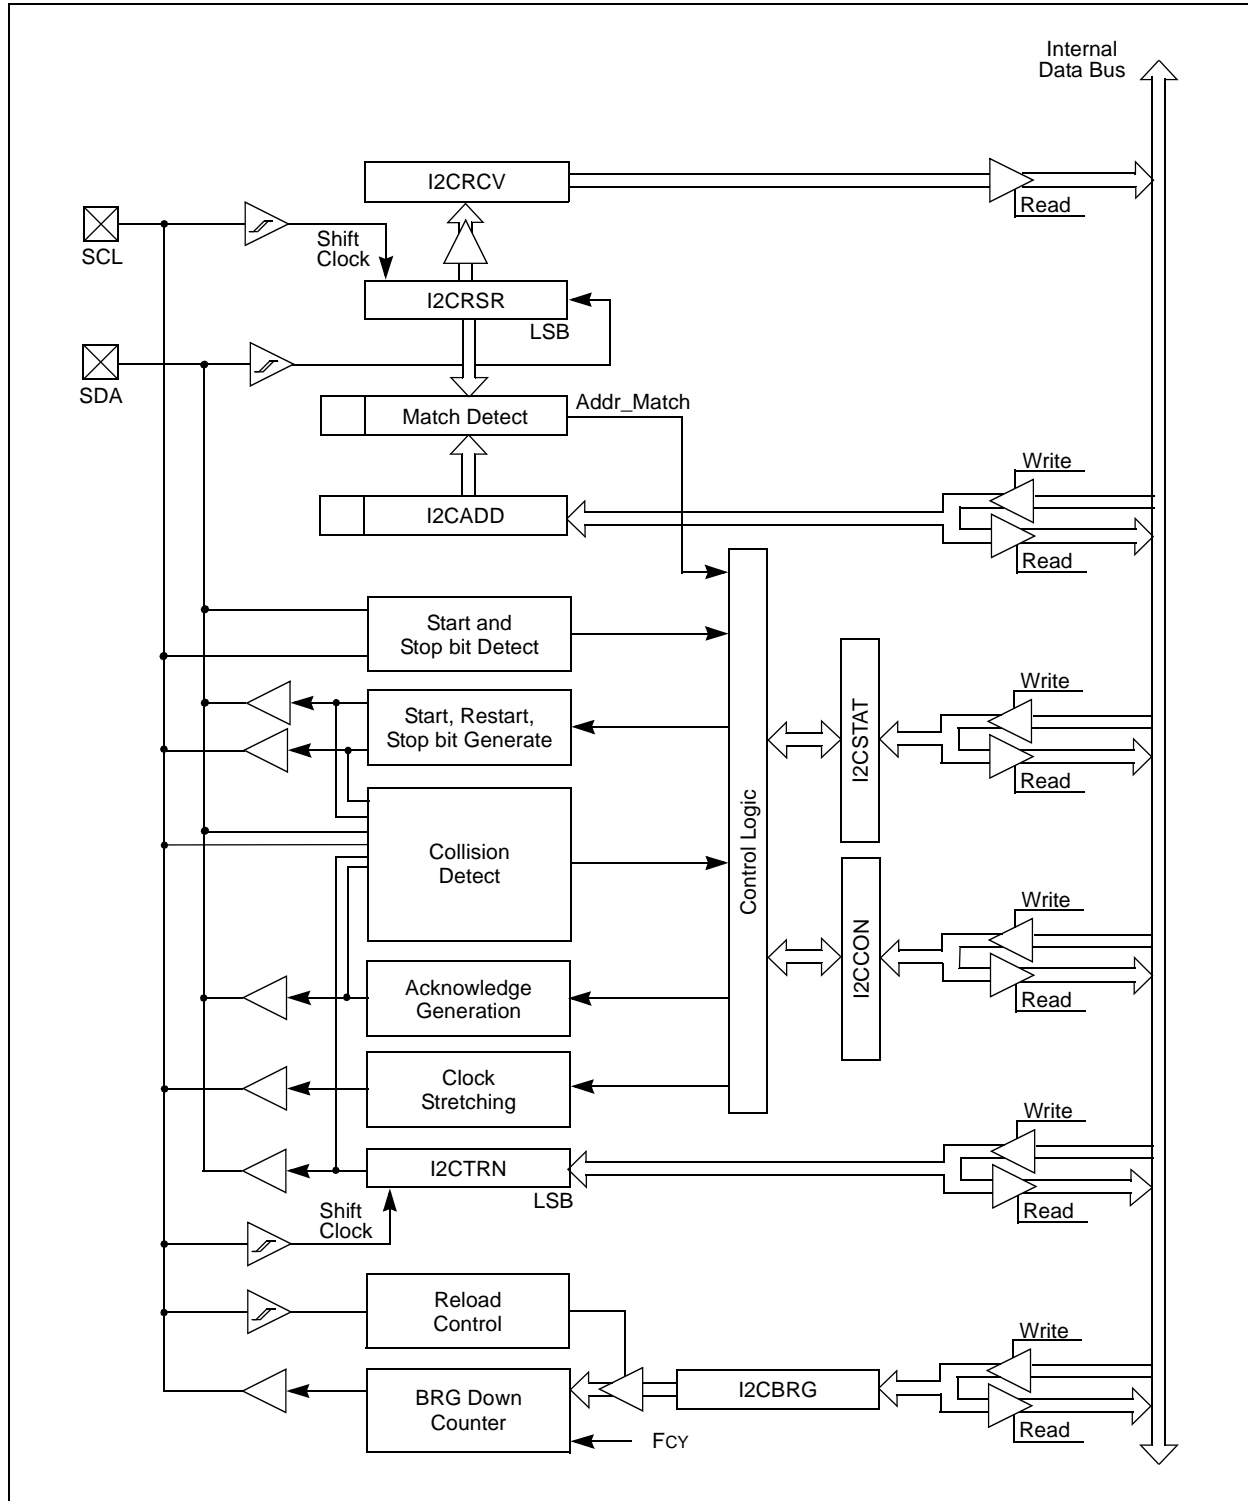 Internal
Data Bus
I2CRCV
Read
SCL
Shift
Clock
I2CRSR
LSB
SDA
Addr_Match
Match Detect
Write
I2CADD
Read
Start and
Stop bit Detect
Write
Start, Restart,
Stop bit Generate
I2CSTAT
Read
Control Logic
Collision
Detect
Write
I2CCON
Acknowledge
Generation
Read
Clock
Stretching
Write
I2CTRN
LSB
Shift
Clock
Read
Reload
Control
Write
I2CBRG
BRG Down
Counter
Read
FCY